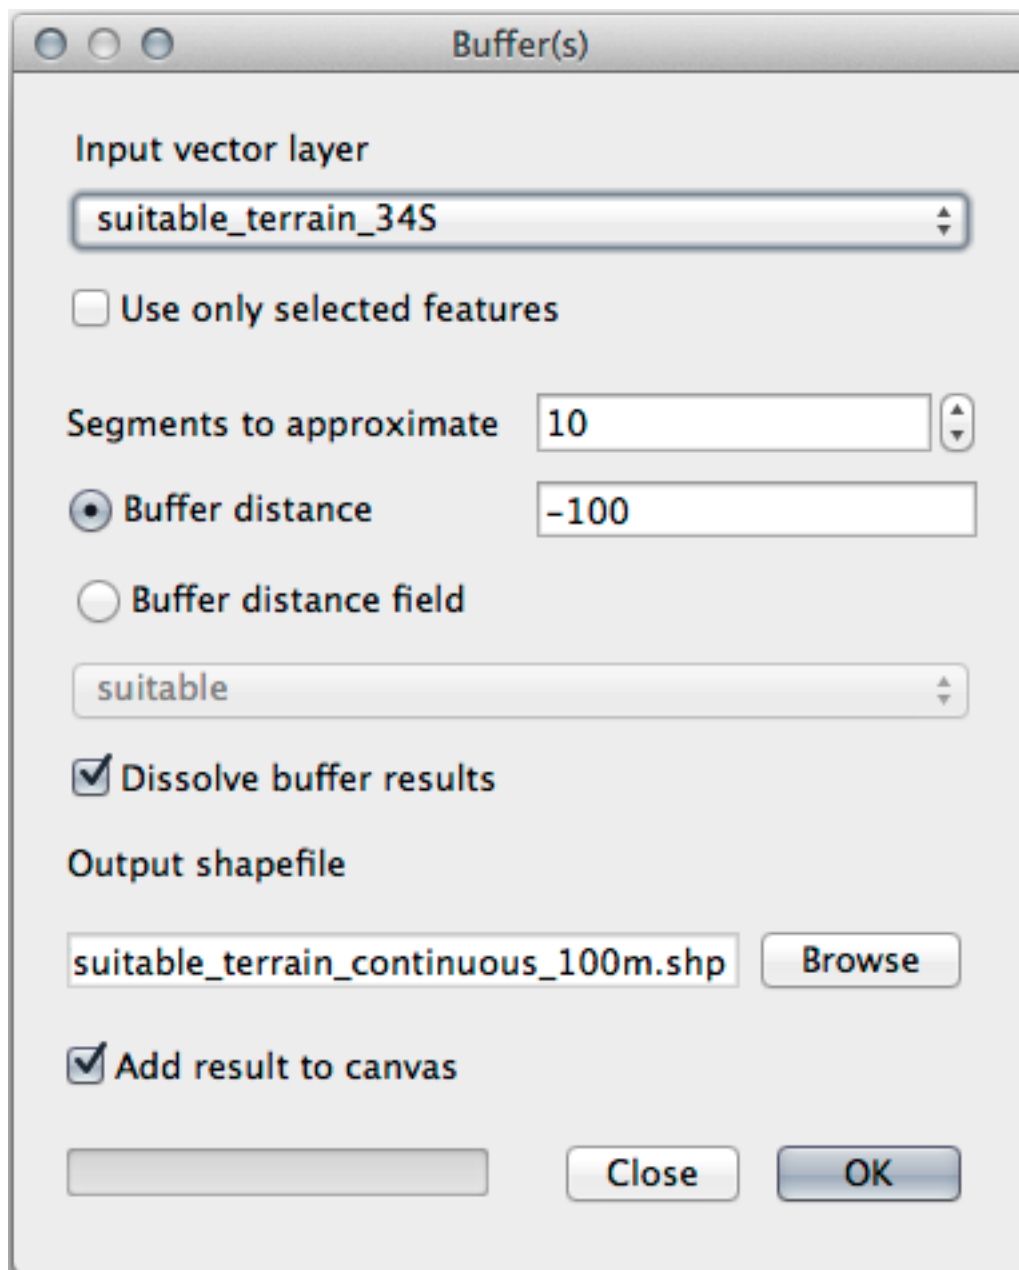 Buffer(s)
Input vector layer
suitable_terrain_34S
Use only selected features
Segments to approximate 10
Buffer distance -100
Buffer distance field
suitable
Dissolve buffer results
Output shapefile
suitable_terrain_continuous_100m.shp Browse
Add result to canvas
Close OK